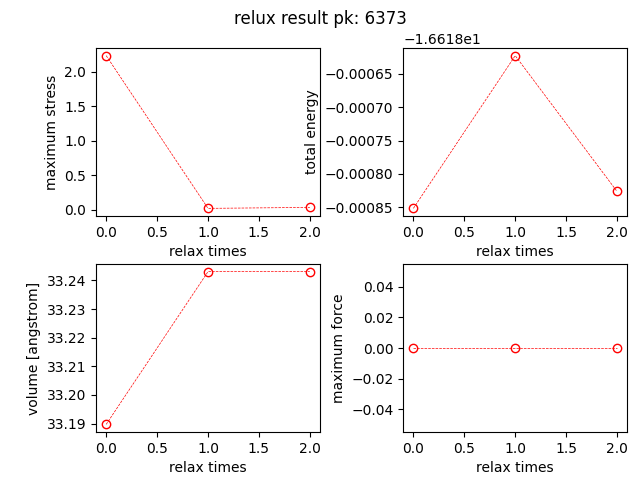 relux result pk: 6373
−1.6618e1
maximum stress
2.0
1.5
1.0
0.5
0.0
0.0 0.5 1.0 1.5 2.0
relax times
total energy
−0.00065
−0.00070
−0.00075
−0.00080
−0.00085
0.0 0.5 1.0 1.5 2.0
relax times
volume [angstrom]
33.24
33.23
33.22
33.21
33.20
33.19
0.0 0.5 1.0 1.5 2.0
relax times
maximum force
0.04
0.02
0.00
−0.02
−0.04
0.0 0.5 1.0 1.5 2.0
relax times